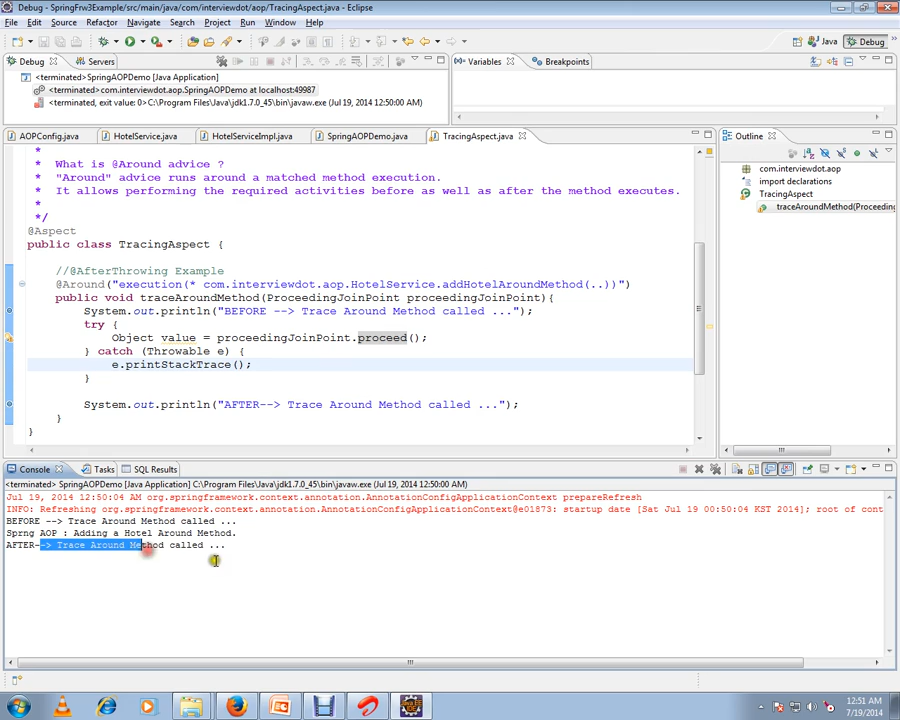 Debug - SpringFrw3Example/src/main/java/com/interviewdot/aop/TracingAspect.java - Eclipse
File Edit Source Refactor Navigate Search Project Run Window Help
Java Debug
Debug Servers
<terminated> SpringAOPDemo [Java Application]
<terminated>com.interviewdot.aop.SpringAOPDemo at localhost:49987
<terminated, exit value: 0>C:\Program Files\Java\jdk1.7.0_45\bin\javaw.exe (Jul 19, 2014 12:50:00 AM)
Variables Breakpoints
AOPConfig.java HotelService.java HotelServiceImpl.java SpringAOPDemo.java TracingAspect.java
*
* What is @Around advice ?
* "Around" advice runs around a matched method execution.
* It allows performing the required activities before as well as after the method executes.
*
*/
@Aspect
public class TracingAspect {
//@AfterThrowing Example
@Around("execution(* com.interviewdot.aop.HotelService.addHotelAroundMethod(..))")
public void traceAroundMethod(ProceedingJoinPoint proceedingJoinPoint){
System.out.println("BEFORE --> Trace Around Method called ...");
try {
Object value = proceedingJoinPoint.proceed();
} catch (Throwable e) {
e.printStackTrace();
}
System.out.println("AFTER--> Trace Around Method called ...");
}
}
Outline
com.interviewdot.aop
import declarations
TracingAspect
traceAroundMethod(Proceeding
Console Tasks SQL Results
<terminated> SpringAOPDemo [Java Application] C:\Program Files\Java\jdk1.7.0_45\bin\javaw.exe (Jul 19, 2014 12:50:00 AM)
Jul 19, 2014 12:50:04 AM org.springframework.context.annotation.AnnotationConfigApplicationContext prepareRefresh
INFO: Refreshing org.springframework.context.annotation.AnnotationConfigApplicationContext@e01873: startup date [Sat Jul 19 00:50:04 KST 2014]; root of cont
BEFORE --> Trace Around Method called ...
Sprng AOP : Adding a Hotel Around Method.
AFTER--> Trace Around Method called ...
12:51 AM
7/19/2014